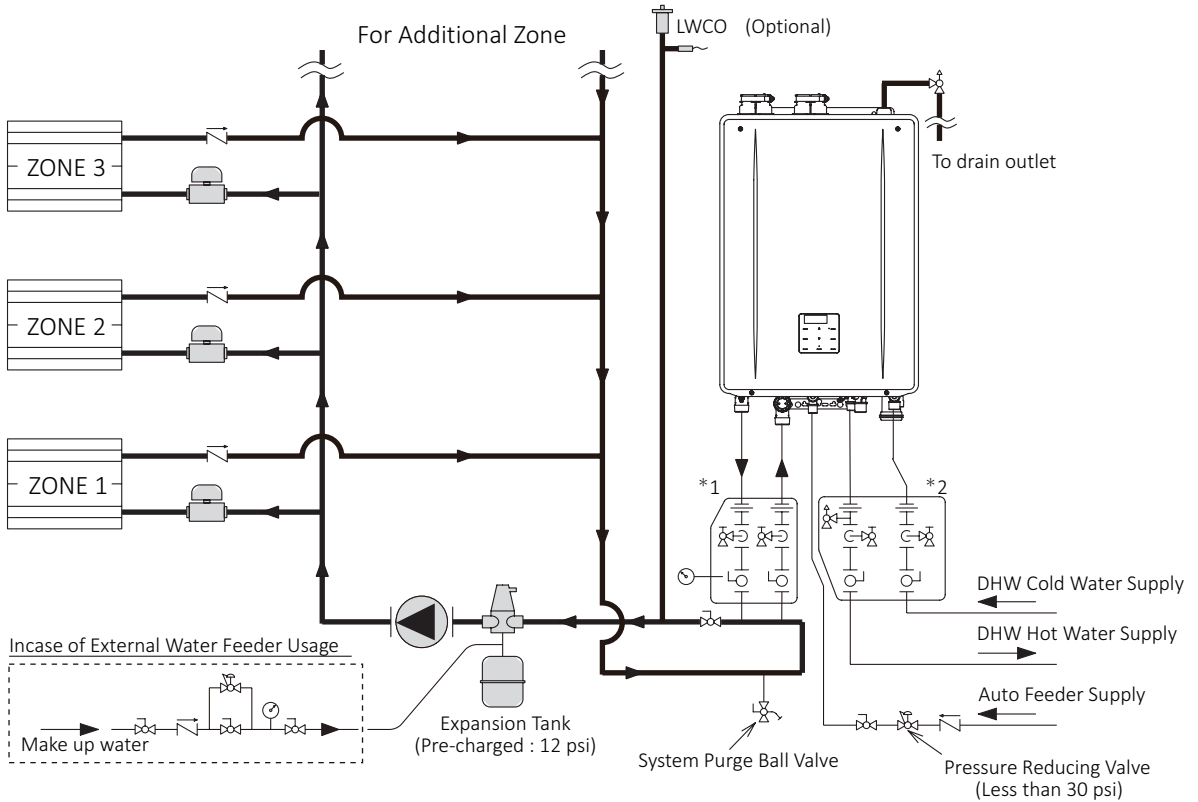 For Additional Zone
LWCO (Optional)
To drain outlet
ZONE 3
ZONE 2
ZONE 1
*1
*2
DHW Cold Water Supply
DHW Hot Water Supply
Auto Feeder Supply
Incase of External Water Feeder Usage
Make up water
Expansion Tank
(Pre-charged : 12 psi)
System Purge Ball Valve
Pressure Reducing Valve
(Less than 30 psi)